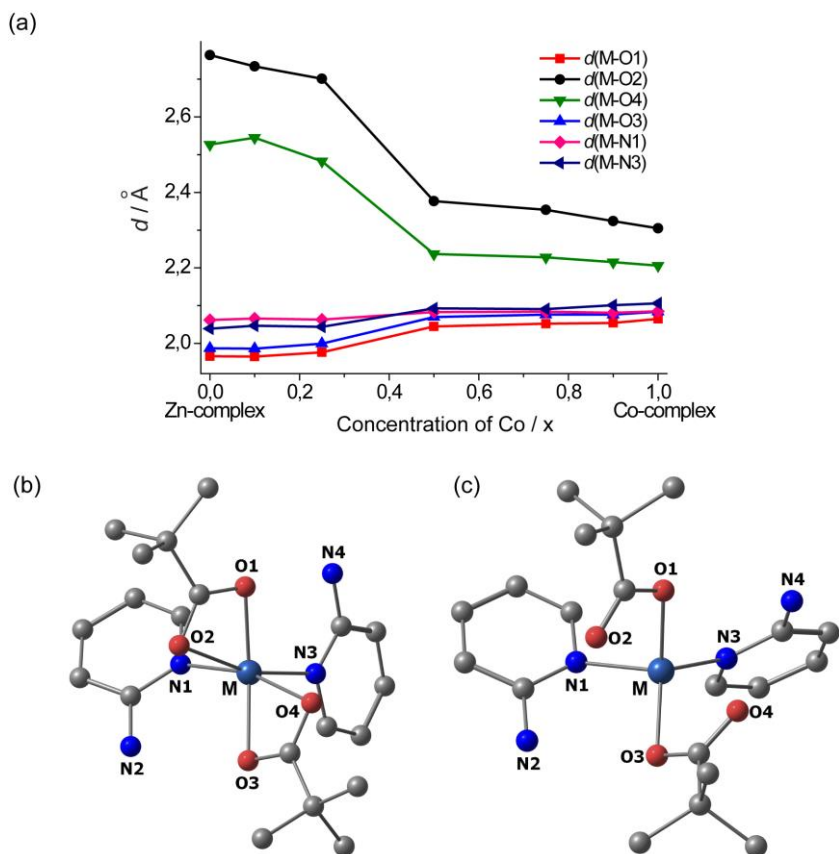 (a)
d(M-O1)
d(M-O2)
d(M-O4)
d(M-O3)
d(M-N1)
d(M-N3)
2,6
2,4
2,2
2,0
d / Å
0,0 0,2 0,4 0,6 0,8 1,0
Zn-complex Co-complex
Concentration of Co / x
(b)
O1
N4
O2
N3
N1
M
O4
N2
O3
(c)
O1
N4
O2
N3
N1
M
O4
O3
N2